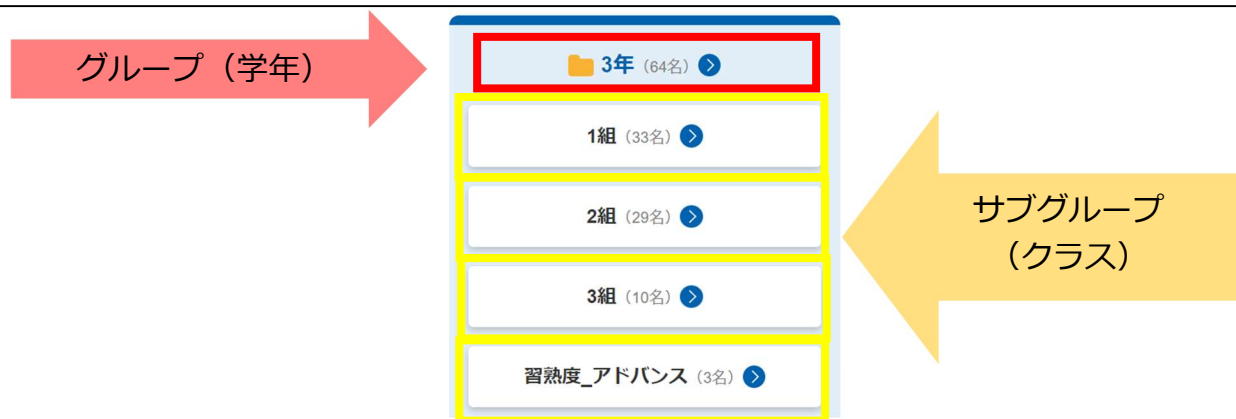 グループ（学年）
3年（64名）
1組（33名）
2組（29名）
サブグループ
（クラス）
3組（10名）
習熟度_アドバンス（3名）